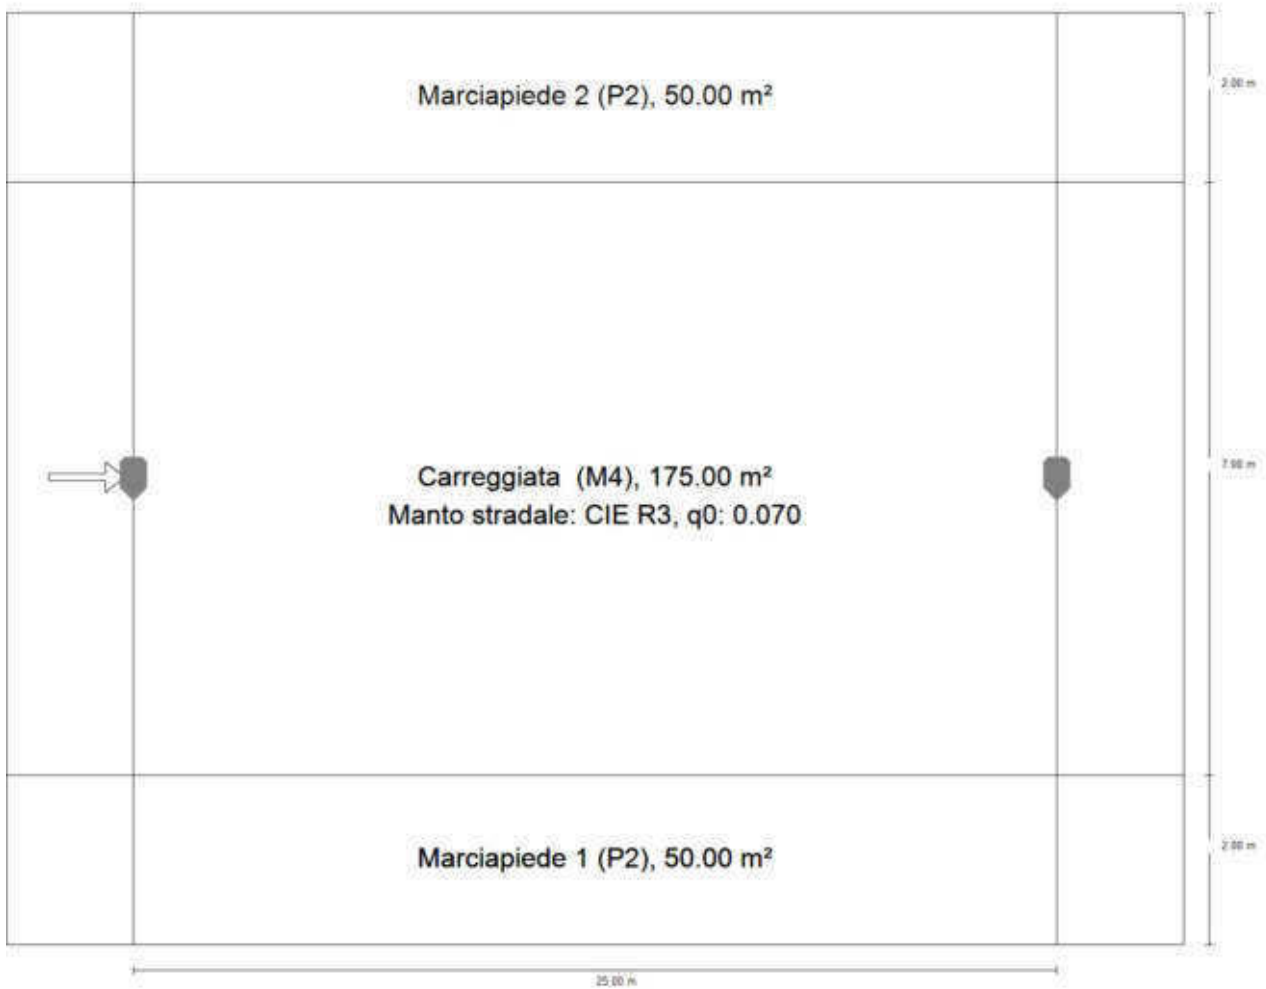 Marciapiede 2 (P2), 50.00 m²
2.00 m
Carreggiata (M4), 175.00 m²
Manto stradale: CIE R3, q0: 0.070
7.00 m
Marciapiede 1 (P2), 50.00 m²
2.00 m
25.00 m